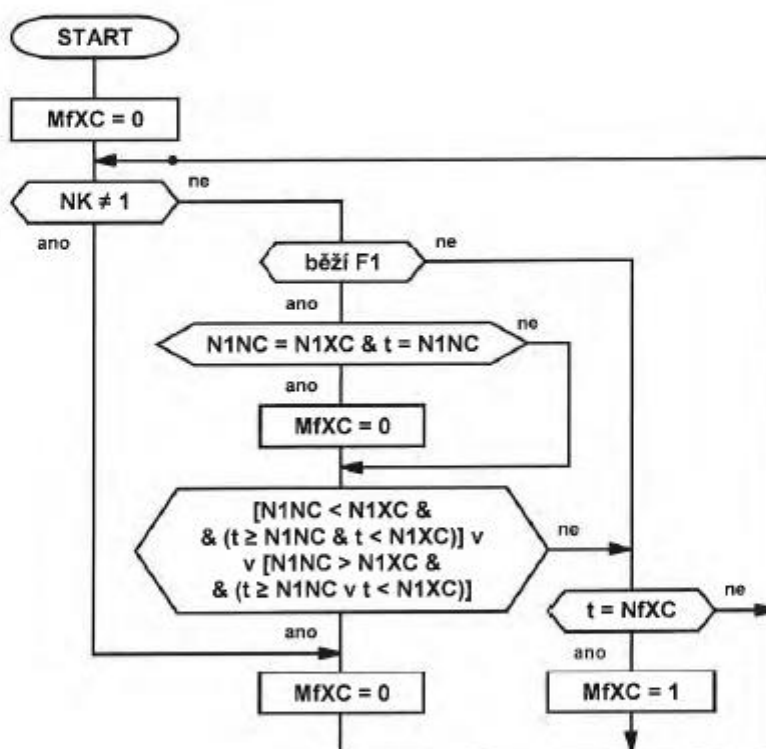 START
MfXC = 0
NK ≠ 1
ne
ano
běží F1
ne
ano
N1NC = N1XC & t = N1NC
ne
ano
MfXC = 0
[N1NC < N1XC &
& (t ≥ N1NC & t < N1XC)] v
v [N1NC > N1XC &
& (t ≥ N1NC v t < N1XC)]
ne
ano
t = NfXC
ne
ano
MfXC = 0
MfXC = 1